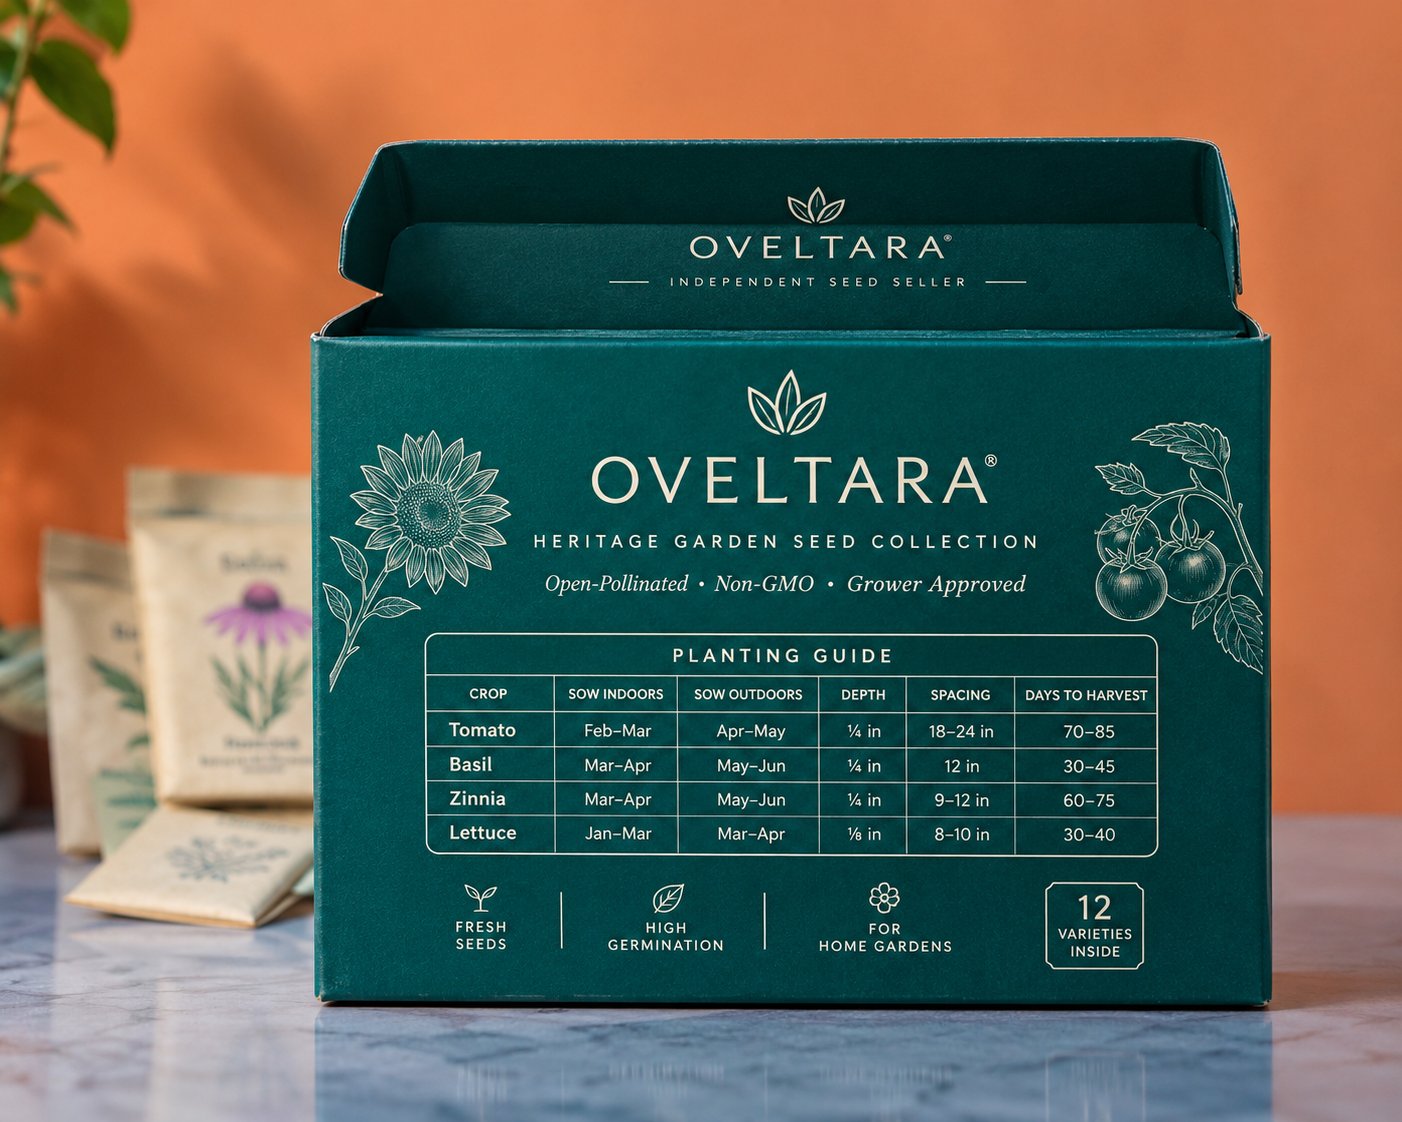 OVELTARA®
INDEPENDENT SEED SELLER
OVELTARA®
HERITAGE GARDEN SEED COLLECTION
Open-Pollinated • Non-GMO • Grower Approved
PLANTING GUIDE
CROP SOW INDOORS SOW OUTDOORS DEPTH SPACING DAYS TO HARVEST
Tomato Feb–Mar Apr–May ¼ in 18–24 in 70–85
Basil Mar–Apr May–Jun ¼ in 12 in 30–45
Zinnia Mar–Apr May–Jun ¼ in 9–12 in 60–75
Lettuce Jan–Mar Mar–Apr ⅛ in 8–10 in 30–40
FRESH
SEEDS
HIGH
GERMINATION
FOR
HOME GARDENS
12
VARIETIES
INSIDE